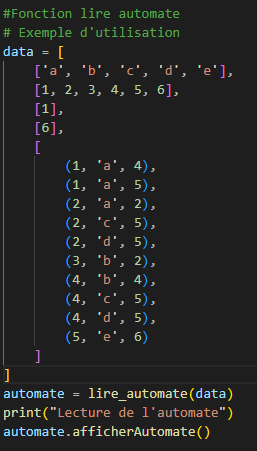 #Fonction lire automate
# Exemple d'utilisation
data = [
    ['a', 'b', 'c', 'd', 'e'],
    [1, 2, 3, 4, 5, 6],
    [1],
    [6],
    [
        (1, 'a', 4),
        (1, 'a', 5),
        (2, 'a', 2),
        (2, 'c', 5),
        (2, 'd', 5),
        (3, 'b', 2),
        (4, 'b', 4),
        (4, 'c', 5),
        (4, 'd', 5),
        (5, 'e', 6)
    ]
]
automate = lire_automate(data)
print("Lecture de l'automate")
automate.afficherAutomate()